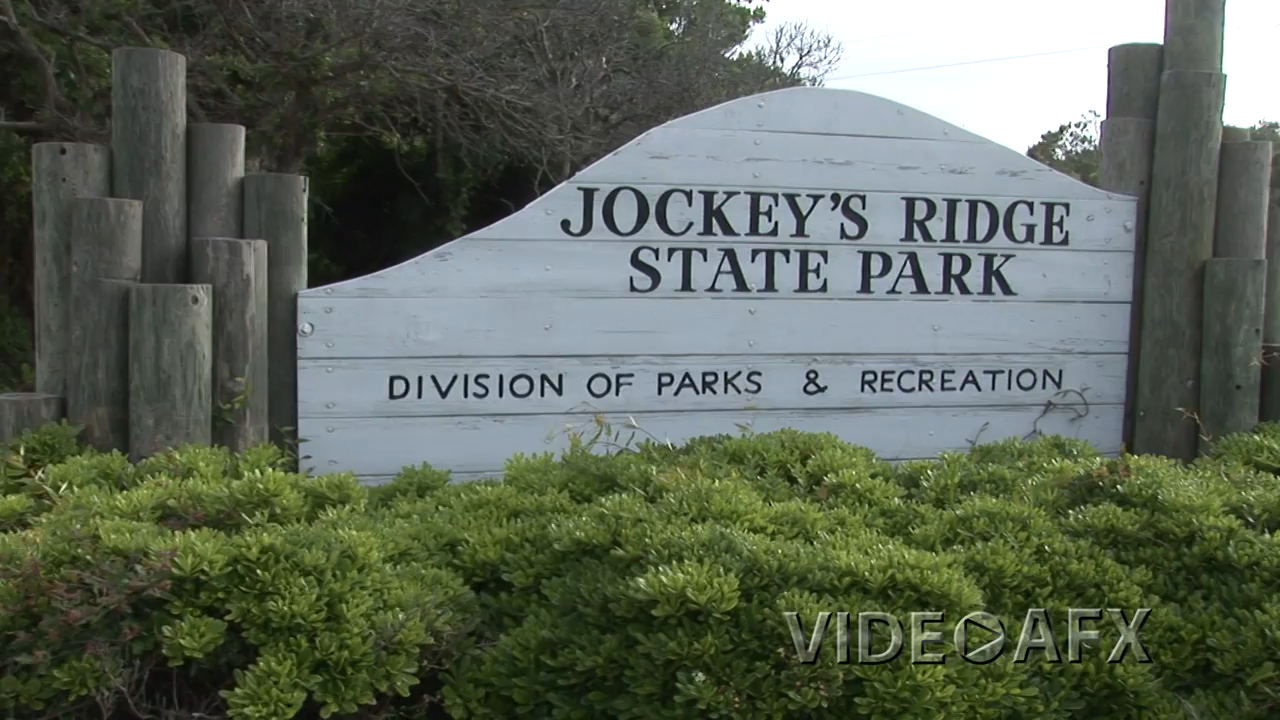 JOCKEY'S RIDGE
STATE PARK
DIVISION OF PARKS & RECREATION
VIDEOAFX